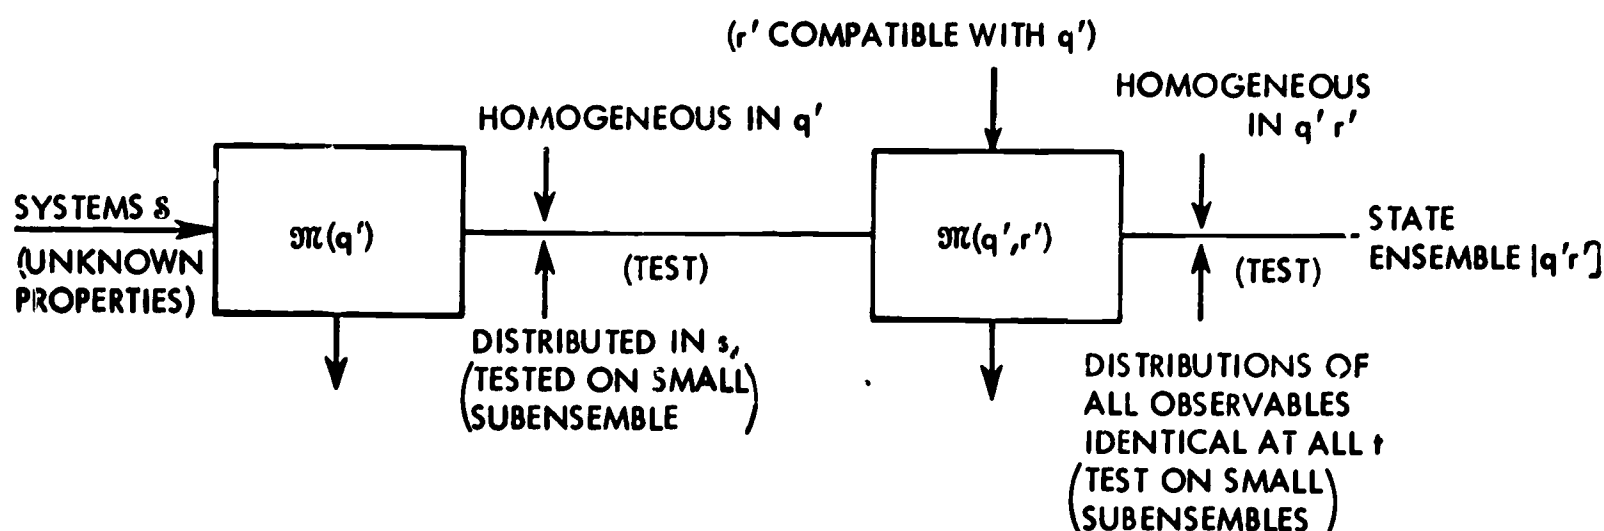 (r' COMPATIBLE WITH q')
HOMOGENEOUS IN q'
HOMOGENEOUS
IN q' r'
SYSTEMS 𝒮
(UNKNOWN
PROPERTIES)
𝔐(q')
(TEST)
𝔐(q',r')
(TEST)
STATE
ENSEMBLE |q'r']
DISTRIBUTED IN s,
(TESTED ON SMALL)
SUBENSEMBLE
DISTRIBUTIONS OF
ALL OBSERVABLES
IDENTICAL AT ALL t
(TEST ON SMALL)
SUBENSEMBLES